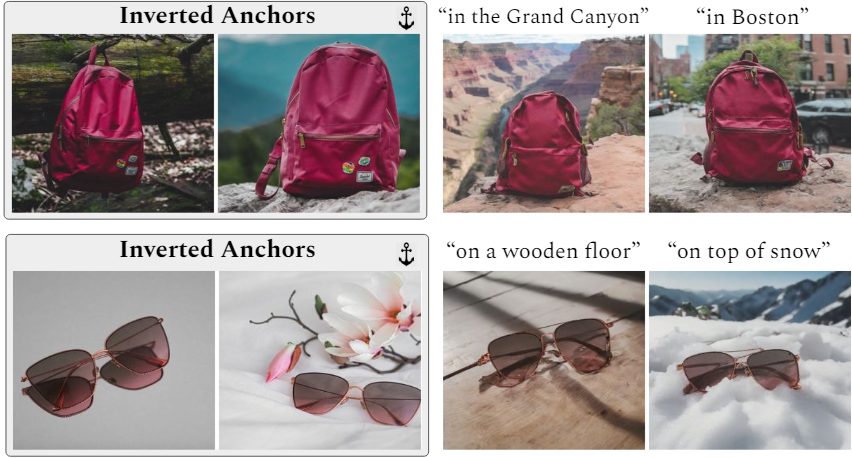 Inverted Anchors
“in the Grand Canyon”
“in Boston”
Inverted Anchors
“on a wooden floor”
“on top of snow”